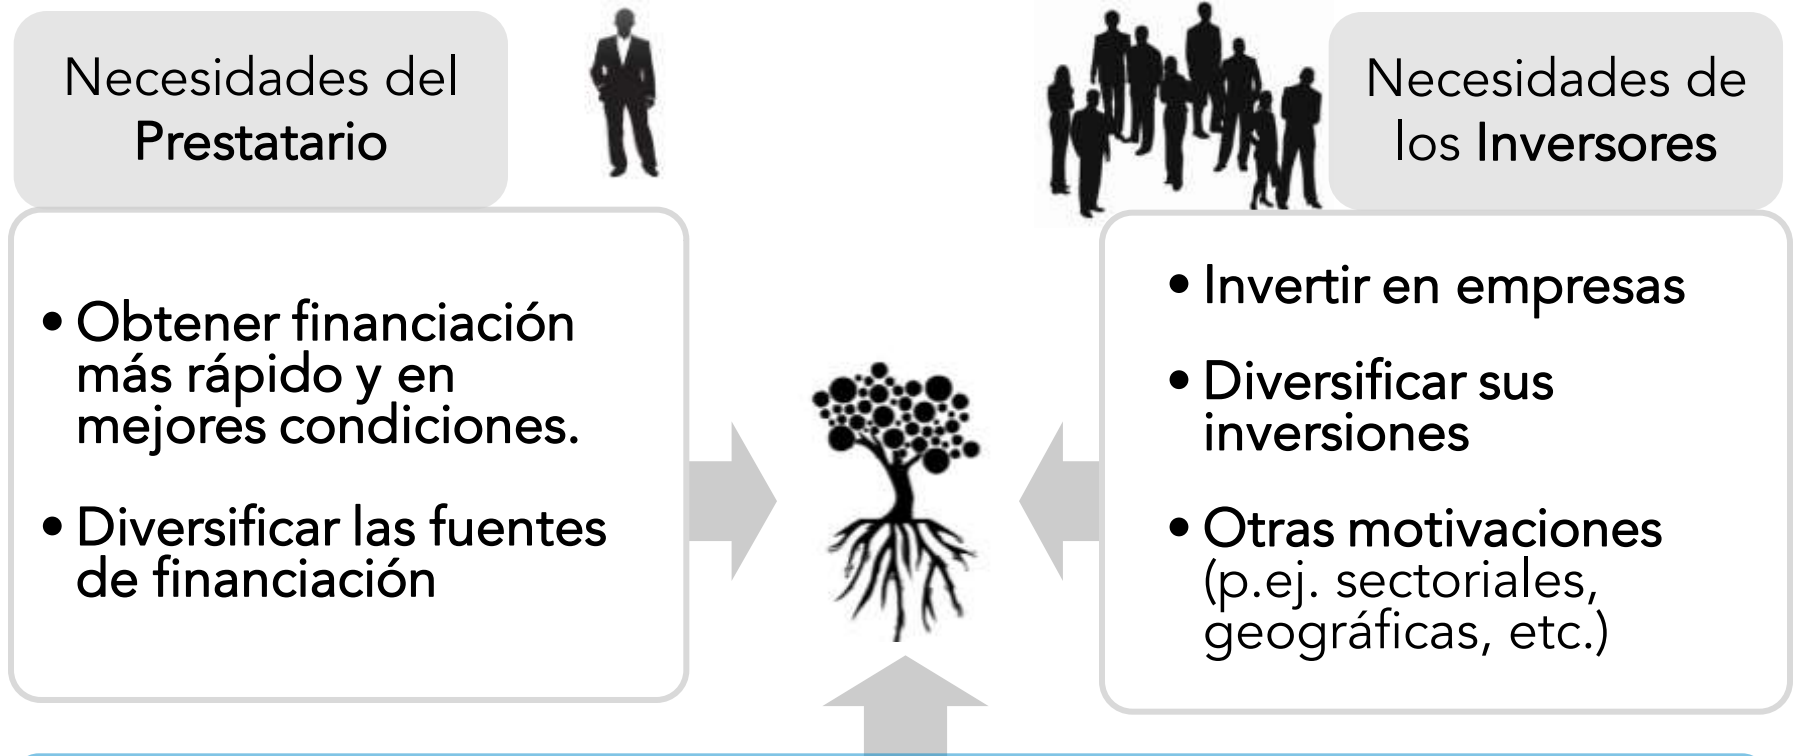 Necesidades del
Prestatario
• Obtener financiación
más rápido y en
mejores condiciones.
• Diversificar las fuentes
de financiación
Necesidades de
los Inversores
• Invertir en empresas
• Diversificar sus
inversiones
• Otras motivaciones
(p.ej. sectoriales,
geográficas, etc.)